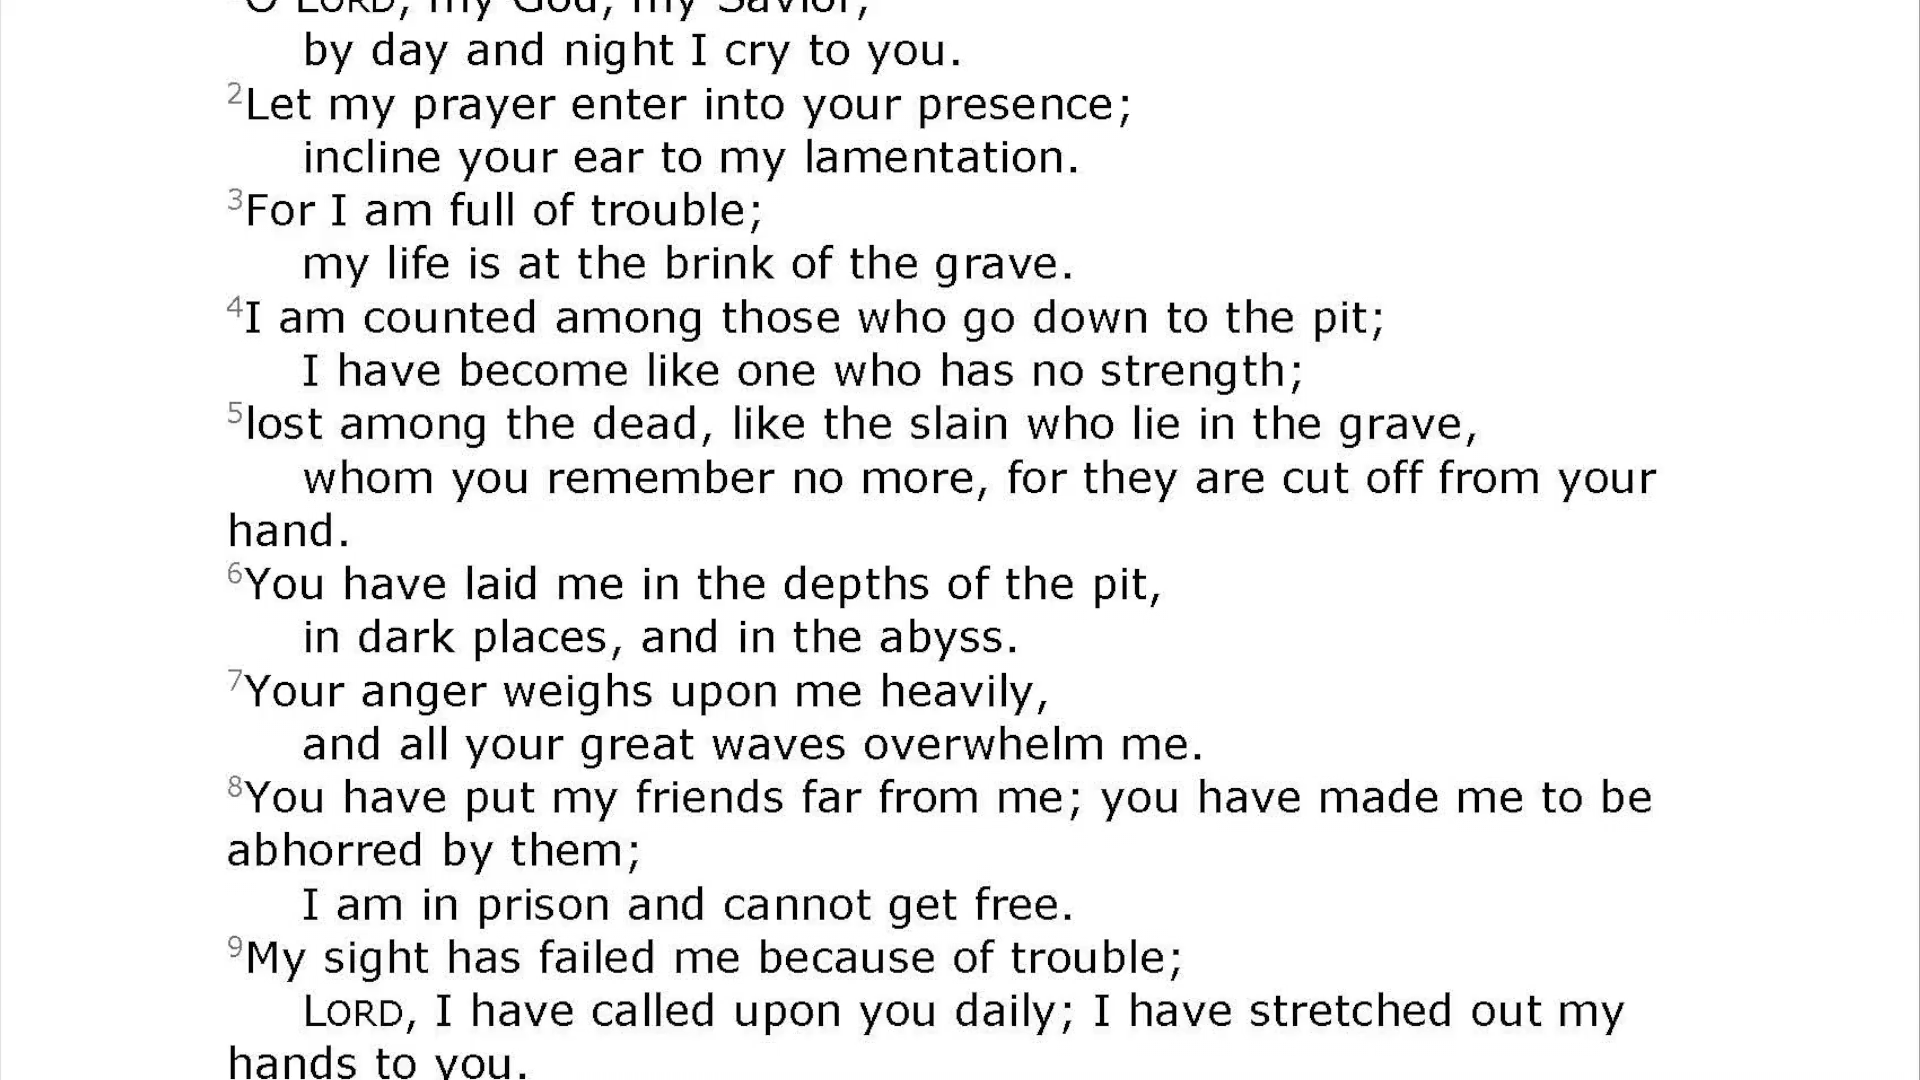 O LORD, my God, my Savior,
by day and night I cry to you.
2Let my prayer enter into your presence;
incline your ear to my lamentation.
3For I am full of trouble;
my life is at the brink of the grave.
4I am counted among those who go down to the pit;
I have become like one who has no strength;
5lost among the dead, like the slain who lie in the grave,
whom you remember no more, for they are cut off from your
hand.
6You have laid me in the depths of the pit,
in dark places, and in the abyss.
7Your anger weighs upon me heavily,
and all your great waves overwhelm me.
8You have put my friends far from me; you have made me to be
abhorred by them;
I am in prison and cannot get free.
9My sight has failed me because of trouble;
LORD, I have called upon you daily; I have stretched out my
hands to you.